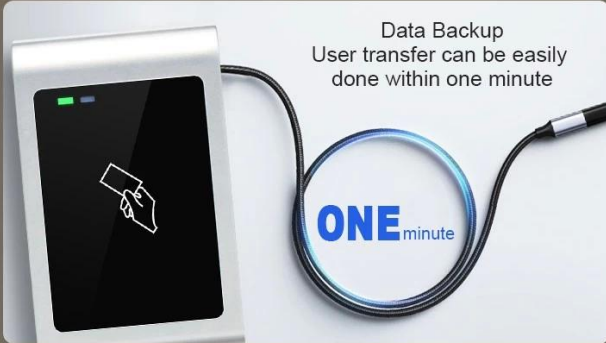 Data Backup
User transfer can be easily
done within one minute
ONE minute